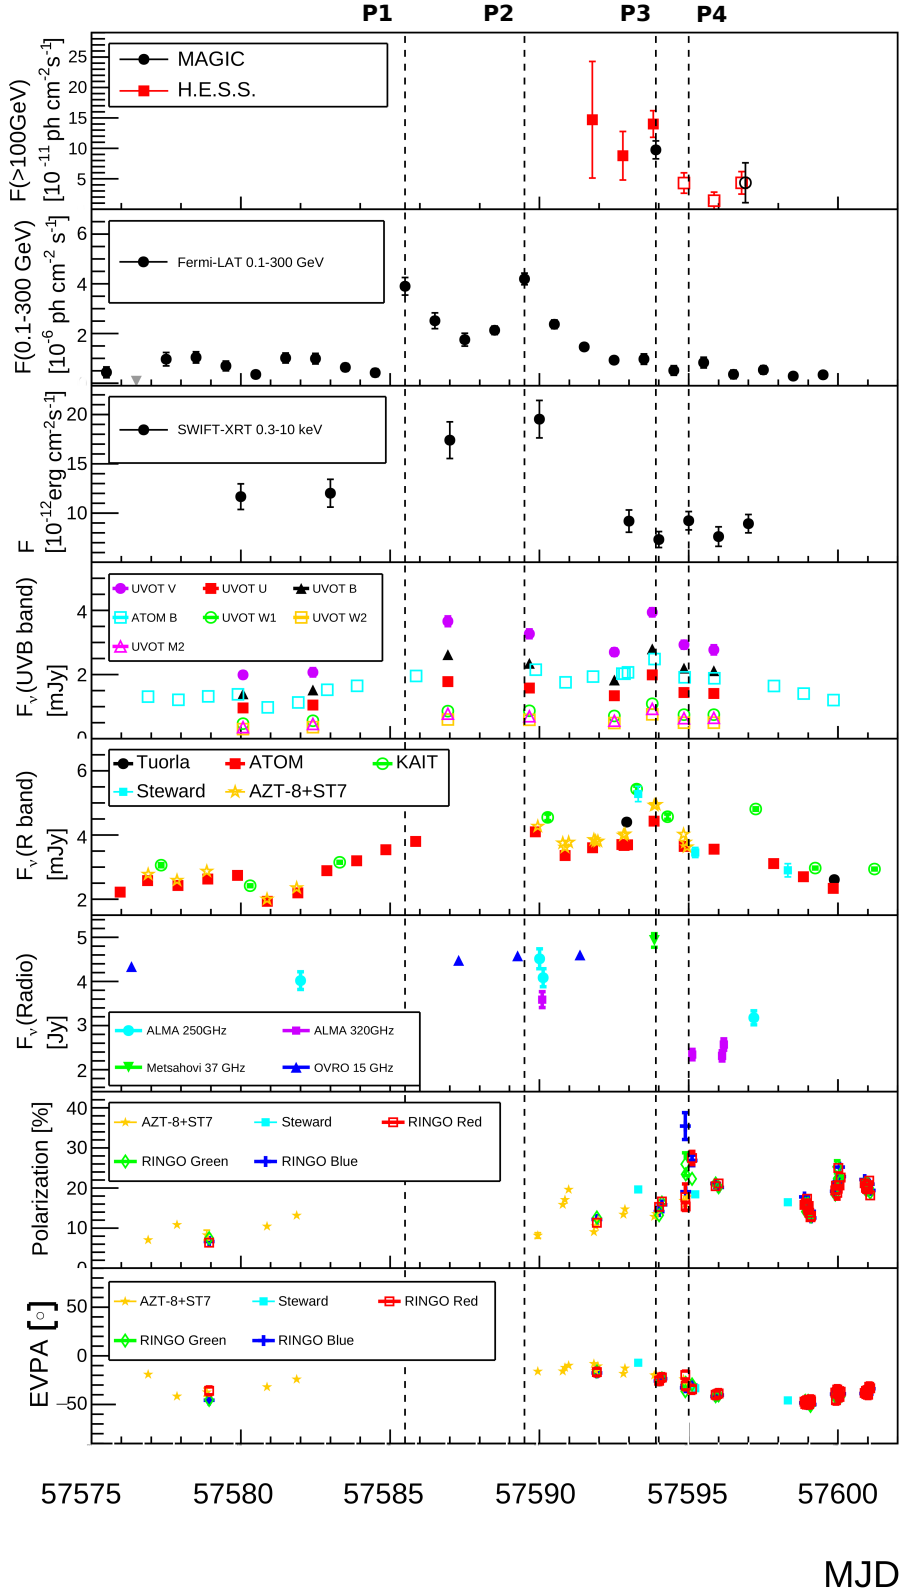 P1 P2 P3 P4
F(>100GeV)
[10-11 ph cm-2s-1]
25
20
15
10
5
MAGIC
H.E.S.S.
F(0.1-300 GeV)
[10-6 ph cm-2 s-1]
6
4
2
Fermi-LAT 0.1-300 GeV
F
[10-12erg cm-2s-1]
20
15
10
SWIFT-XRT 0.3-10 keV
Fν(UVB band)
[mJy]
4
2
0
UVOT V UVOT U UVOT B
ATOM B UVOT W1 UVOT W2
UVOT M2
Fν(R band)
[mJy]
6
4
2
Tuorla ATOM KAIT
Steward AZT-8+ST7
Fν(Radio)
[Jy]
5
4
3
2
ALMA 250GHz ALMA 320GHz
Metsahovi 37 GHz OVRO 15 GHz
Polarization [%]
40
30
20
10
0
AZT-8+ST7 Steward RINGO Red
RINGO Green RINGO Blue
EVPA [°]
50
0
−50
AZT-8+ST7 Steward RINGO Red
RINGO Green RINGO Blue
57575 57580 57585 57590 57595 57600
MJD